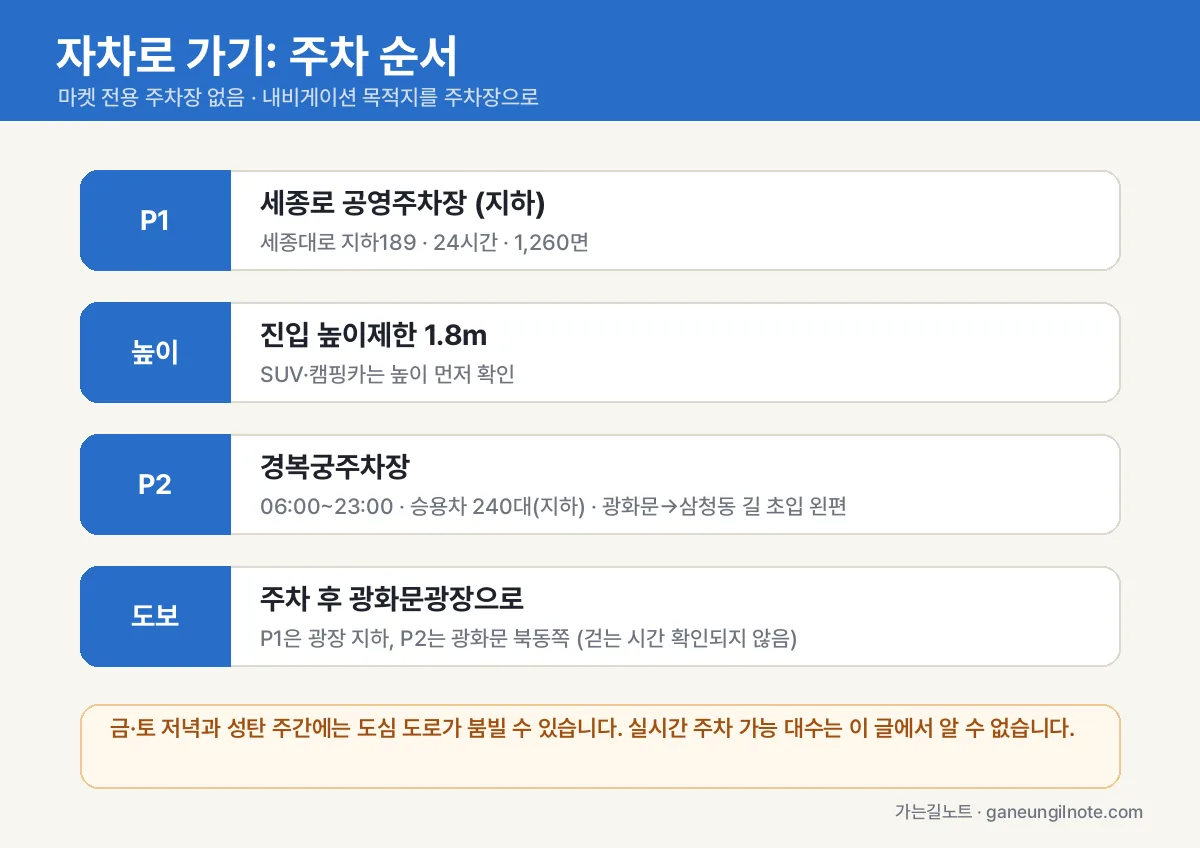 자차로 가기: 주차 순서
마켓 전용 주차장 없음 · 내비게이션 목적지를 주차장으로
P1
세종로 공영주차장 (지하)
세종대로 지하189 · 24시간 · 1,260면
높이
진입 높이제한 1.8m
SUV·캠핑카는 높이 먼저 확인
P2
경복궁주차장
06:00~23:00 · 승용차 240대(지하) · 광화문→삼청동 길 초입 왼편
도보
주차 후 광화문광장으로
P1은 광장 지하, P2는 광화문 북동쪽 (걷는 시간 확인되지 않음)
금·토 저녁과 성탄 주간에는 도심 도로가 붐빌 수 있습니다. 실시간 주차 가능 대수는 이 글에서 알 수 없습니다.
가는길노트 · ganeungilnote.com